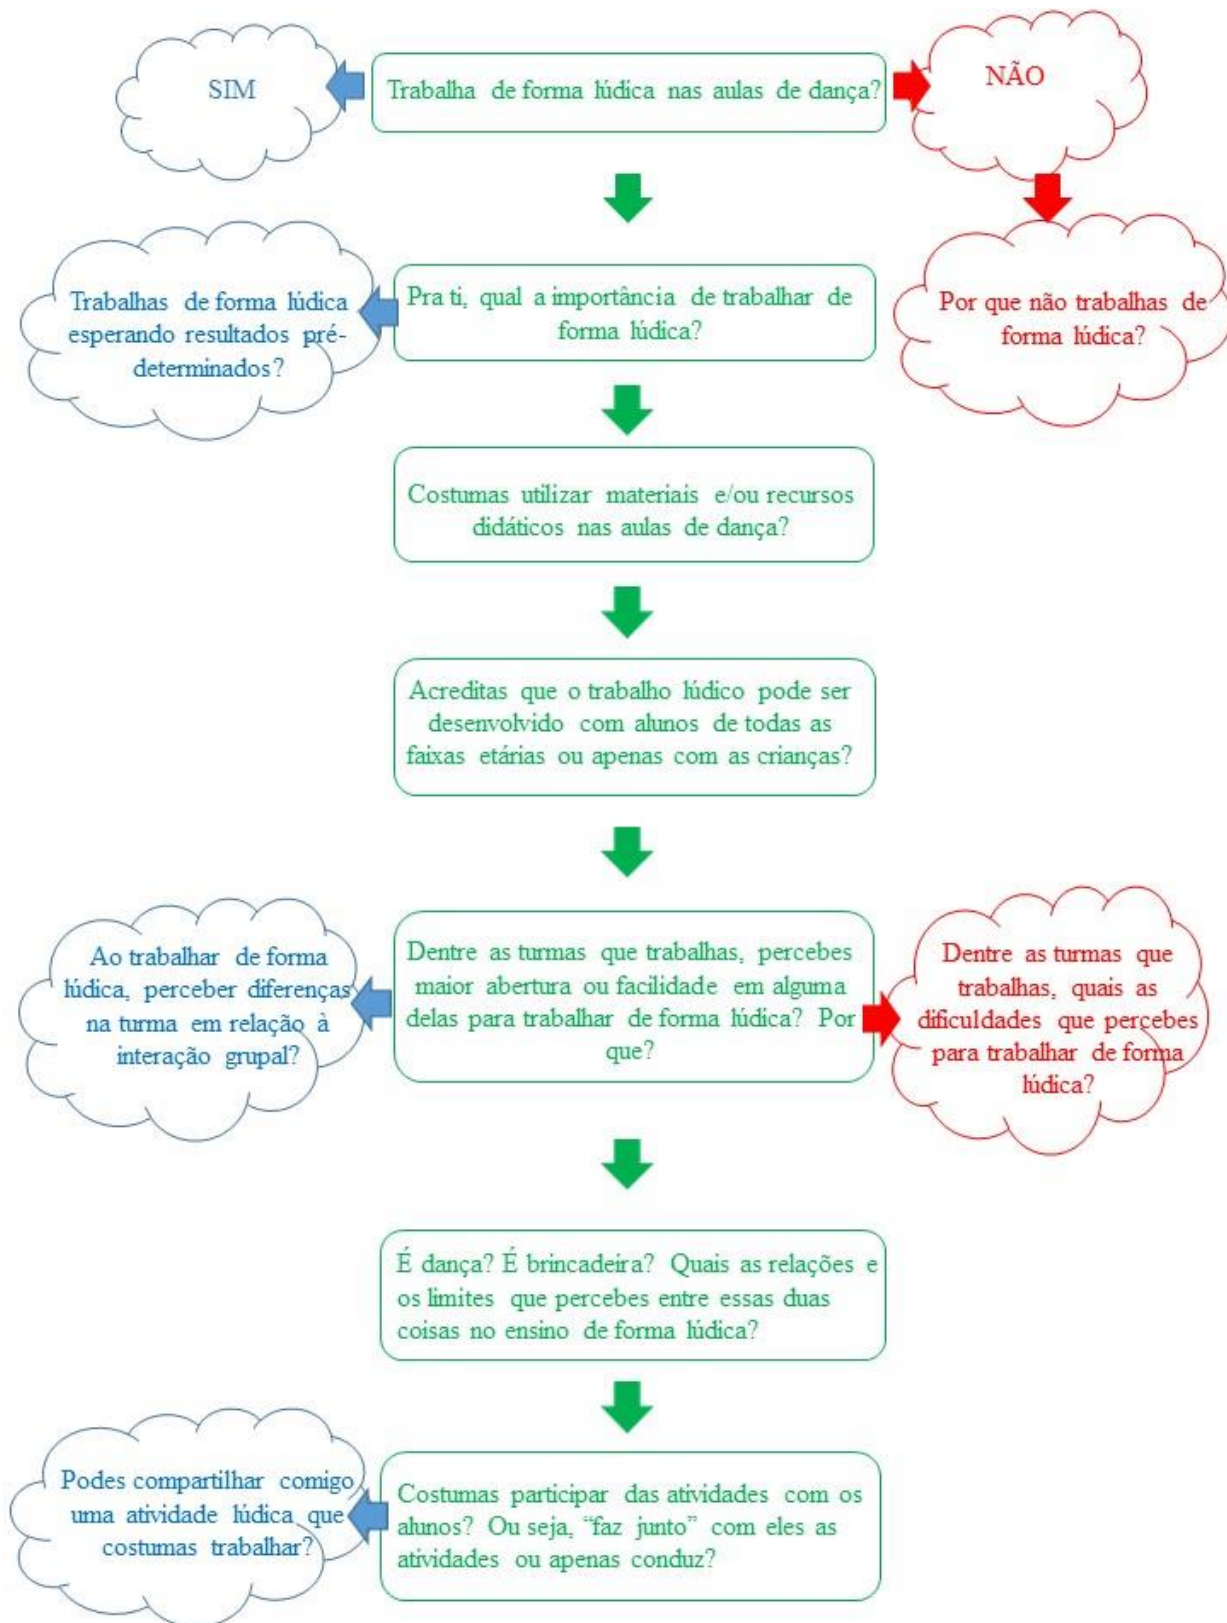 SIM
Trabalha de forma lúdica nas aulas de dança?
NÃO
Trabalhas de forma lúdica
esperando resultados pré-
determinados?
Pra ti, qual a importância de trabalhar de
forma lúdica?
Por que não trabalhas de
forma lúdica?
Costumas utilizar materiais e/ou recursos
didáticos nas aulas de dança?
Acreditas que o trabalho lúdico pode ser
desenvolvido com alunos de todas as
faixas etárias ou apenas com as crianças?
Ao trabalhar de forma
lúdica, perceber diferenças
na turma em relação à
interação grupal?
Dentre as turmas que trabalhas, percebes
maior abertura ou facilidade em alguma
delas para trabalhar de forma lúdica? Por
que?
Dentre as turmas que
trabalhas, quais as
dificuldades que percebes
para trabalhar de forma
lúdica?
É dança? É brincadeira? Quais as relações e
os limites que percebes entre essas duas
coisas no ensino de forma lúdica?
Podes compartilhar comigo
uma atividade lúdica que
costumas trabalhar?
Costumas participar das atividades com os
alunos? Ou seja, “faz junto” com eles as
atividades ou apenas conduz?